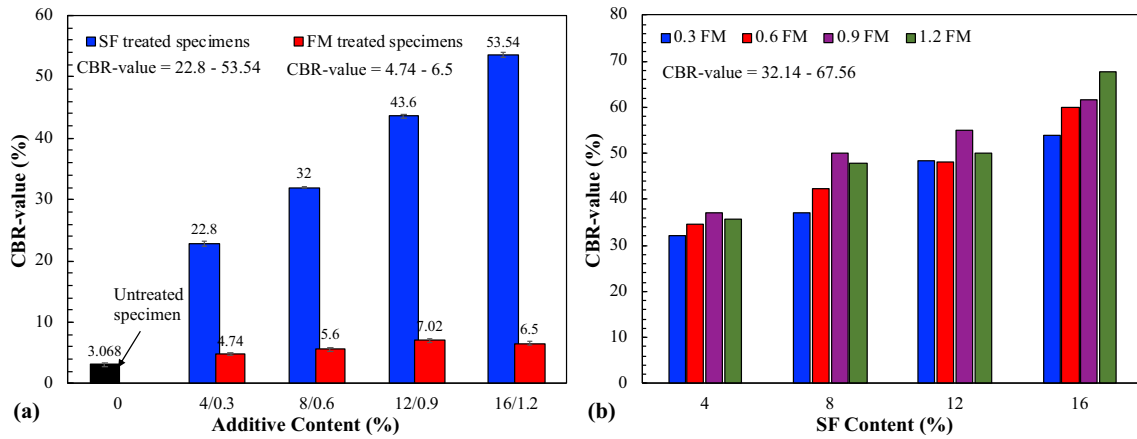 60
50
40
30
20
10
0
CBR-value (%)
SF treated specimens
FM treated specimens
CBR-value = 22.8 - 53.54
CBR-value = 4.74 - 6.5
53.54
43.6
32
22.8
Untreated
specimen
3.068
4.74
5.6
7.02
6.5
0
4/0.3
8/0.6
12/0.9
16/1.2
(a)
Additive Content (%)
80
70
60
50
40
30
20
10
0
CBR-value (%)
0.3 FM
0.6 FM
0.9 FM
1.2 FM
CBR-value = 32.14 - 67.56
4
8
12
16
(b)
SF Content (%)